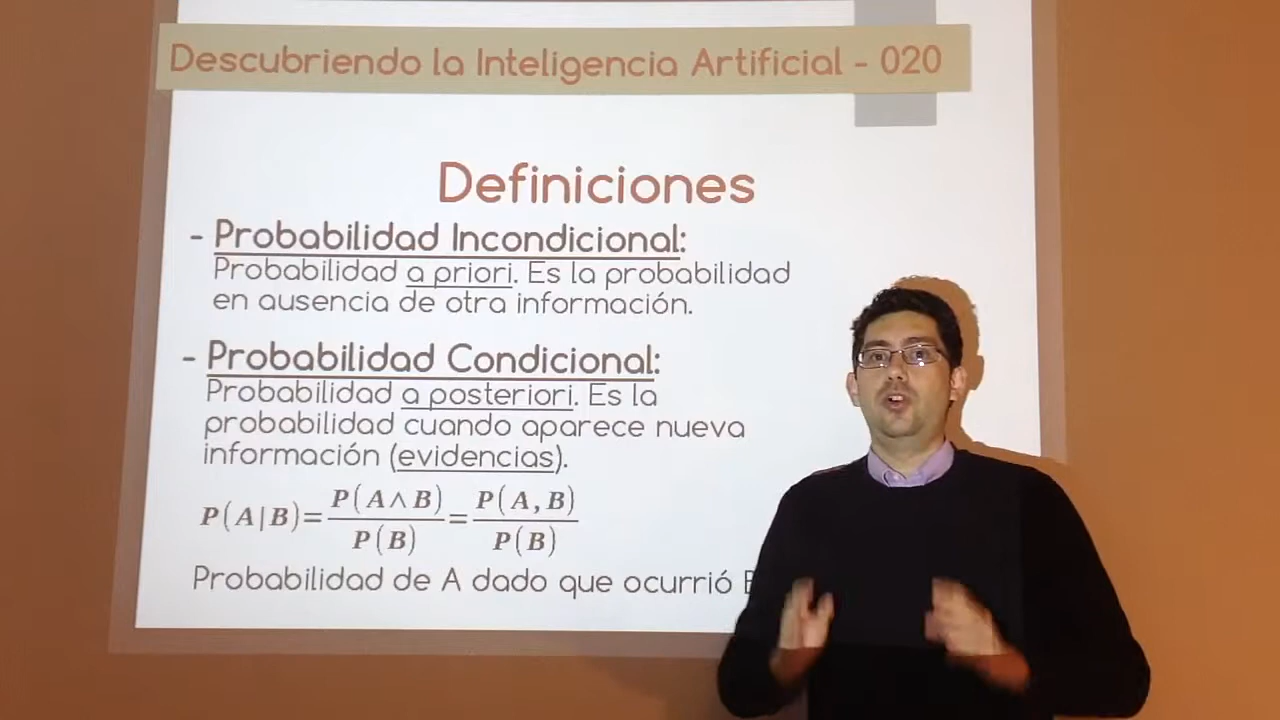 Descubriendo la Inteligencia Artificial - 020
Definiciones
- Probabilidad Incondicional:
Probabilidad a priori. Es la probabilidad
en ausencia de otra información.
- Probabilidad Condicional:
Probabilidad a posteriori. Es la
probabilidad cuando aparece nueva
información (evidencias).
P(A|B)=P(A∧B)/P(B)=P(A,B)/P(B)
Probabilidad de A dado que ocurrió B